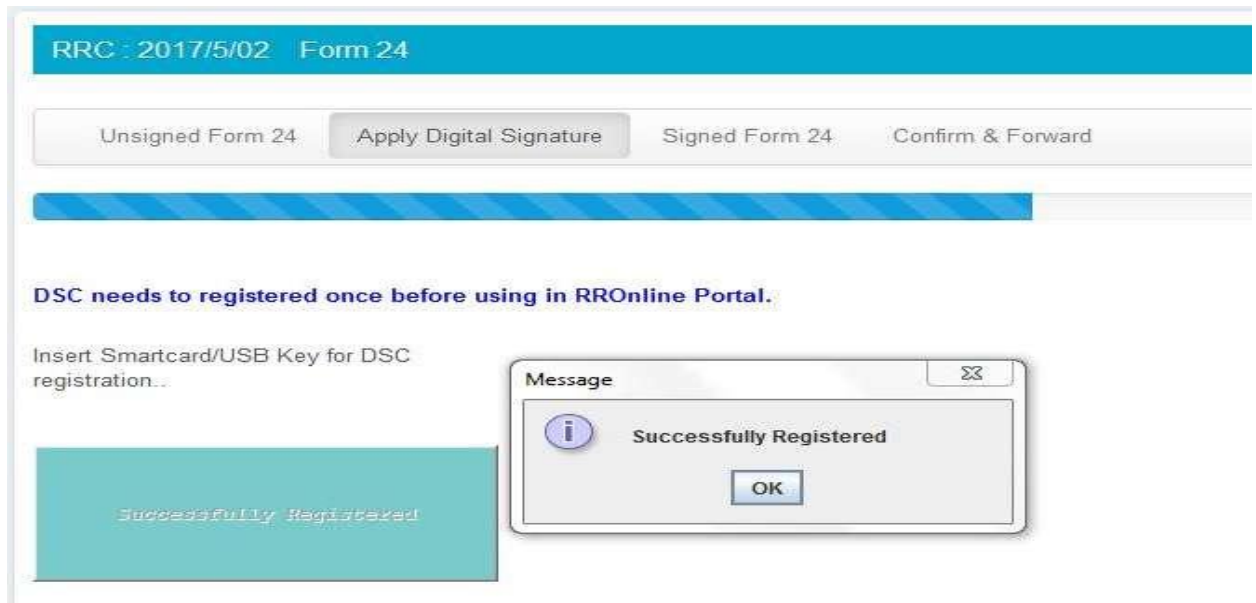 RRC : 2017/5/02 Form 24
Unsigned Form 24 Apply Digital Signature Signed Form 24 Confirm & Forward
DSC needs to registered once before using in RROnline Portal.
Insert Smartcard/USB Key for DSC
registration..
Message
Successfully Registered
OK
Successfully Registered